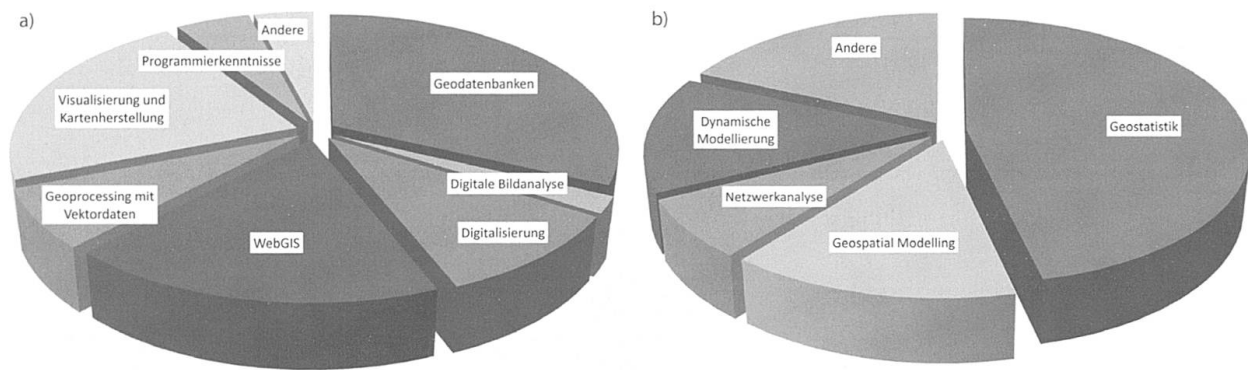 a)
Andere
Programmierkenntnisse
Geodatenbanken
Visualisierung und
Kartenherstellung
Digitale Bildanalyse
Geoprocessing mit
Vektordaten
Digitalisierung
WebGIS
b)
Andere
Dynamische
Modellierung
Geostatistik
Netzwerkanalyse
Geospatial Modelling